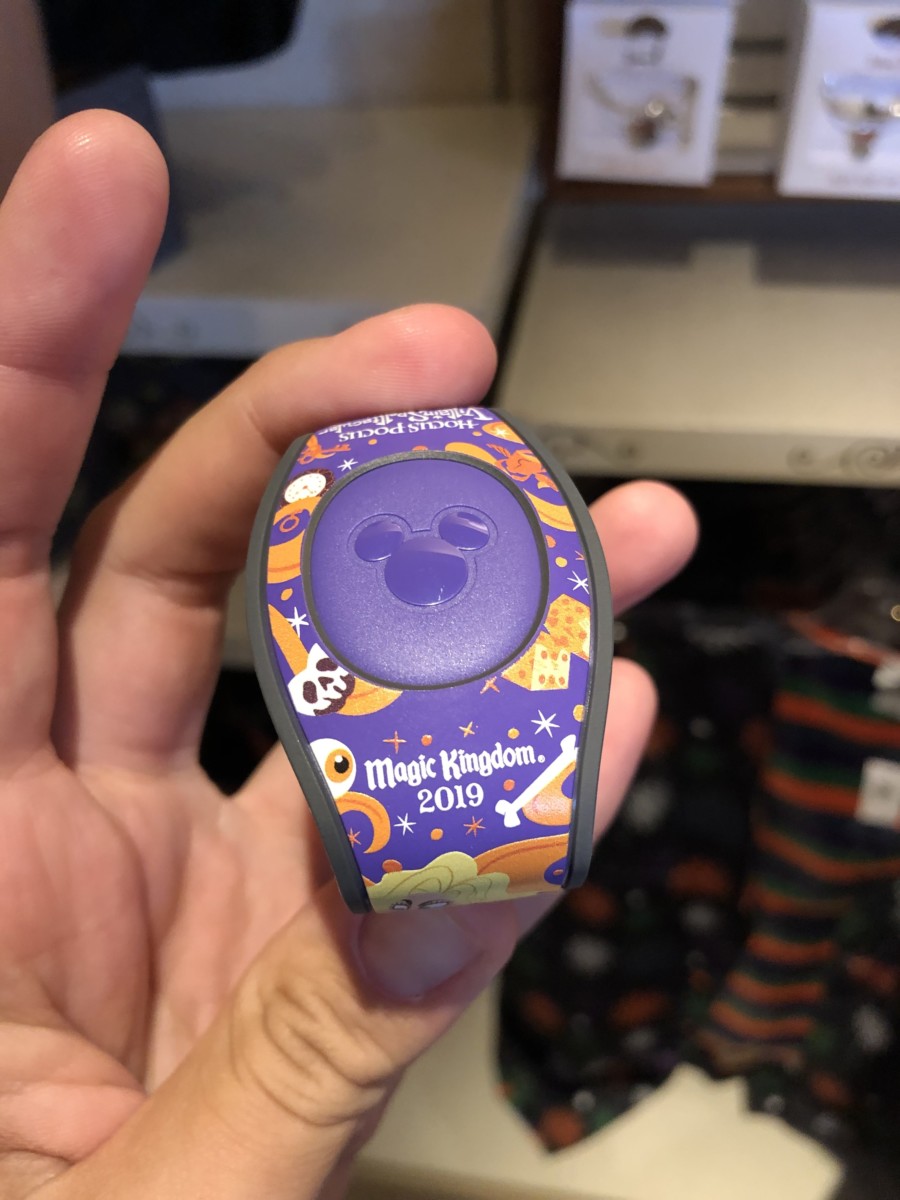 Hocus Pocus
Villain Spelltacular
Magic Kingdom®
2019